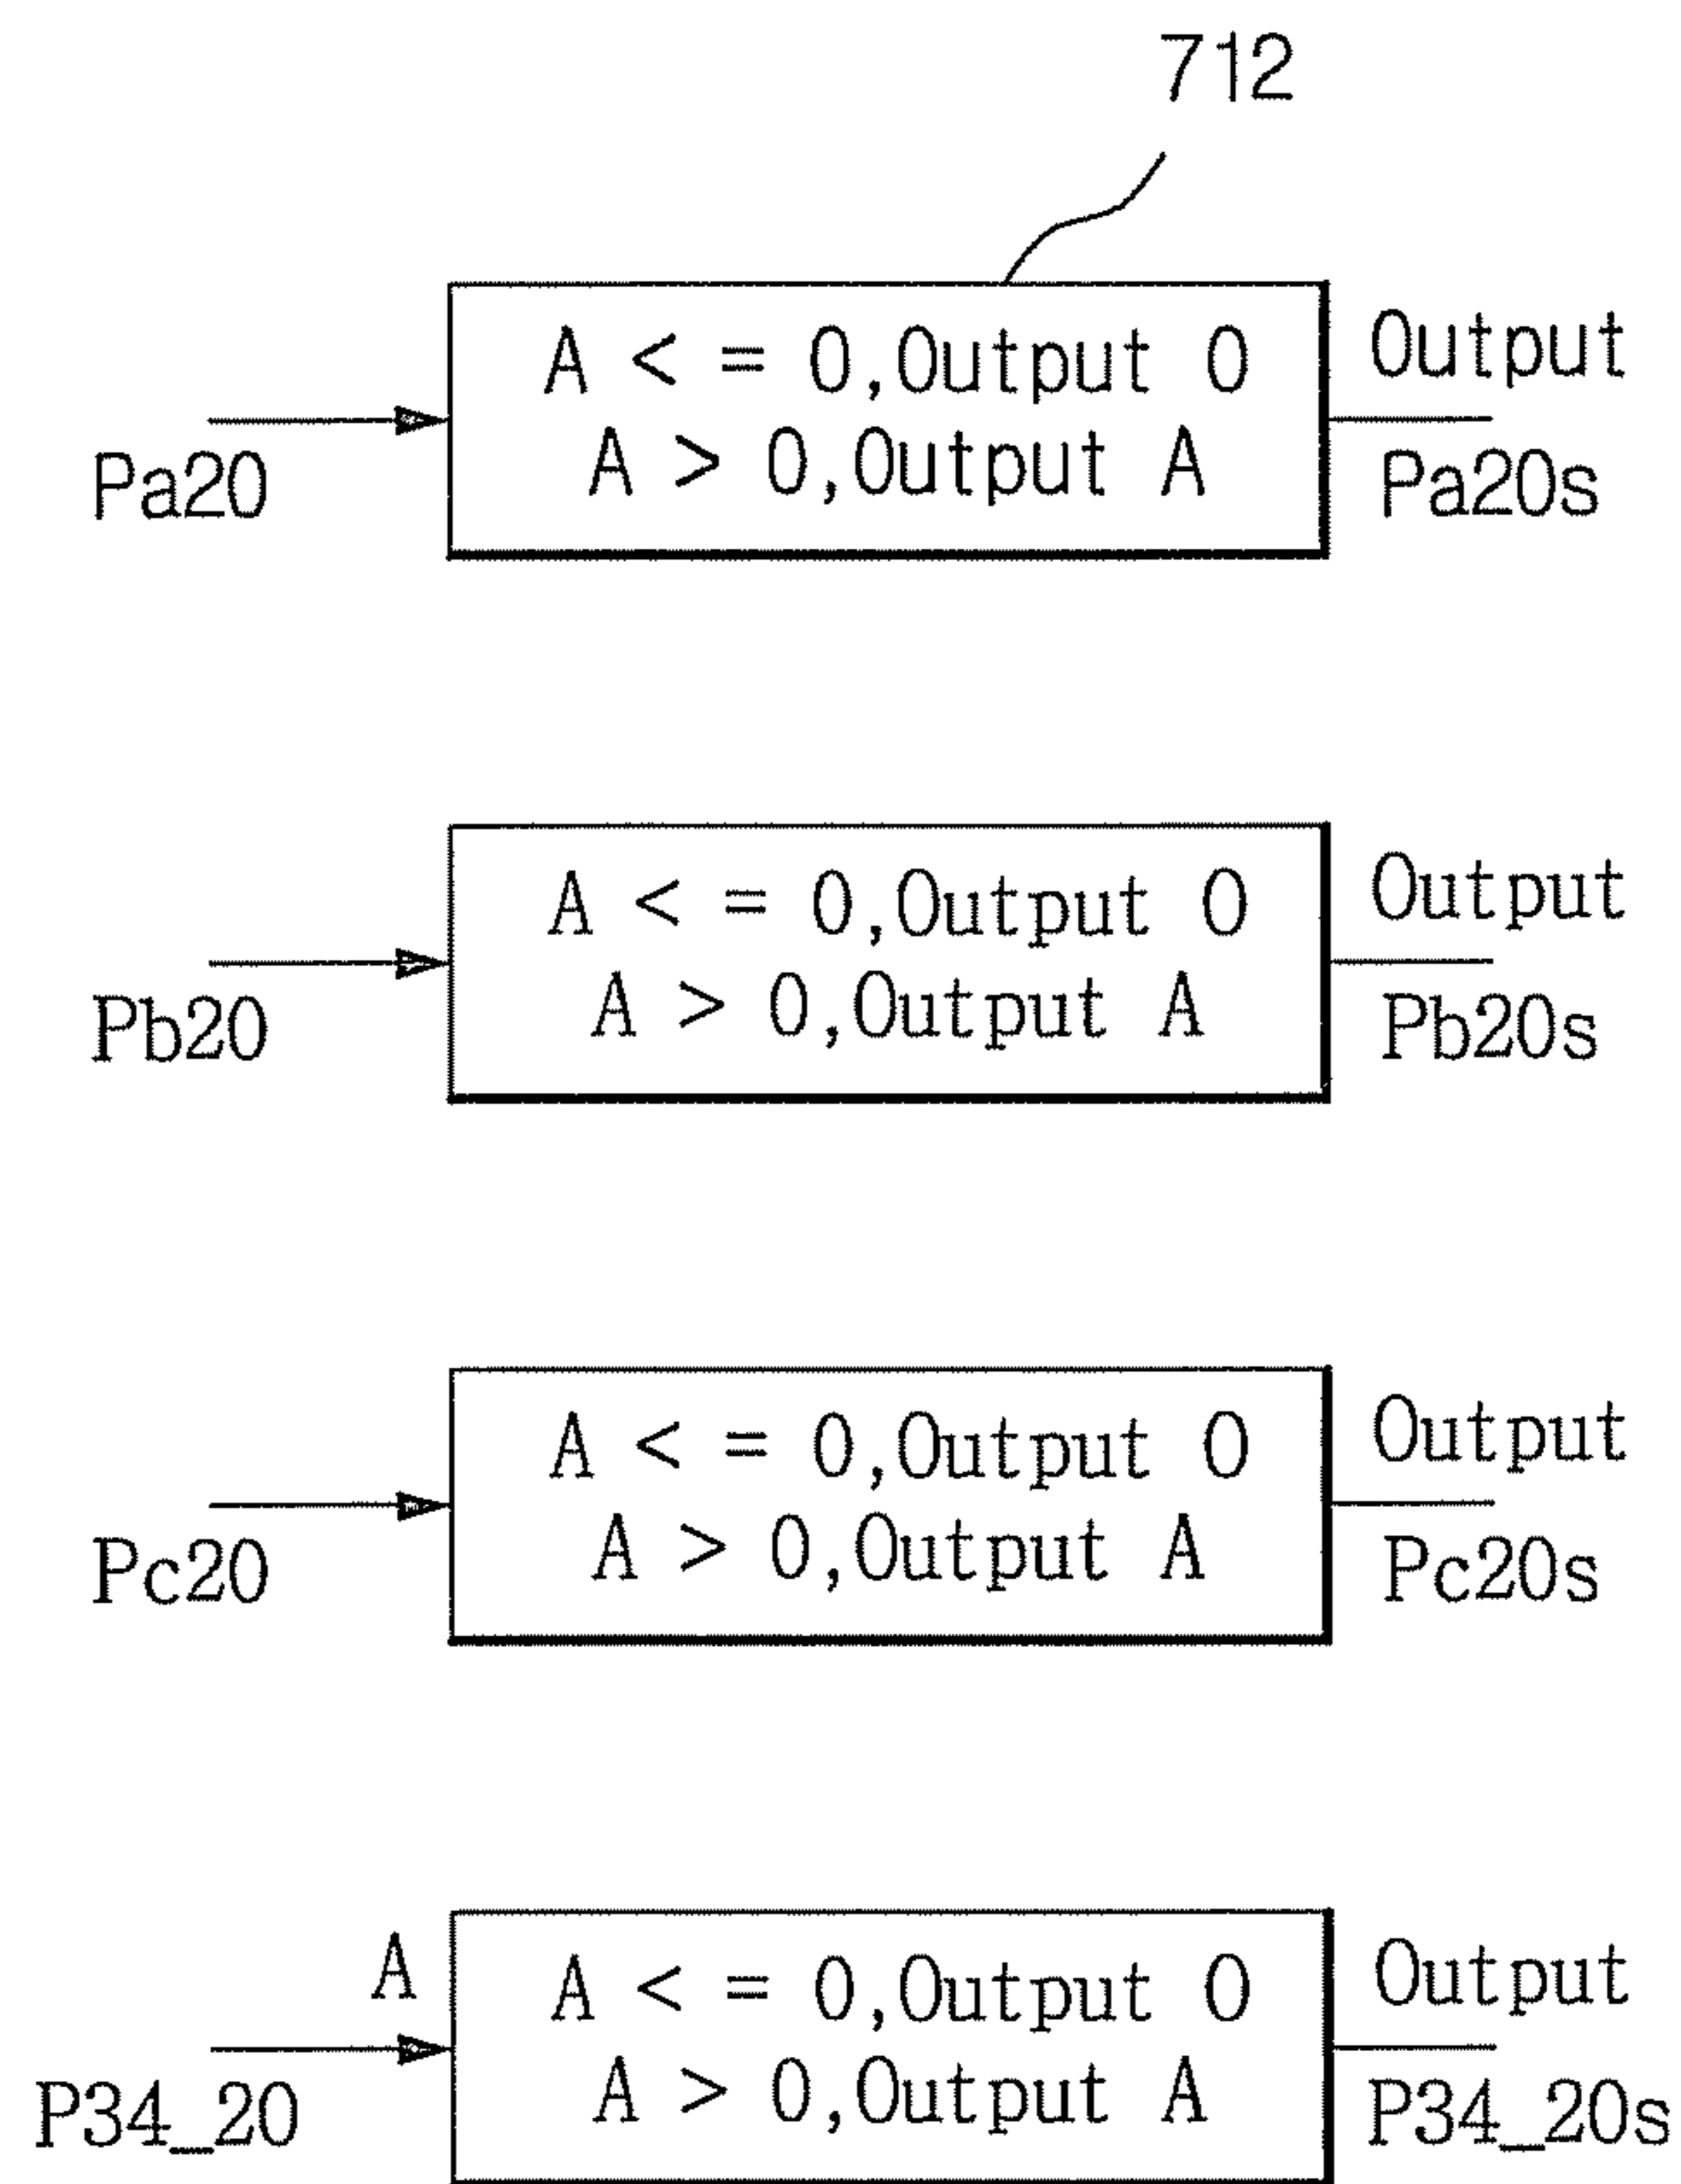 712
A < = 0,Output 0
A > 0,Output A
Pa20
Output
Pa20s
A < = 0,Output 0
A > 0,Output A
Pb20
Output
Pb20s
A < = 0,Output 0
A > 0,Output A
Pc20
Output
Pc20s
A
A < = 0,Output 0
A > 0,Output A
P34_20
Output
P34_20s